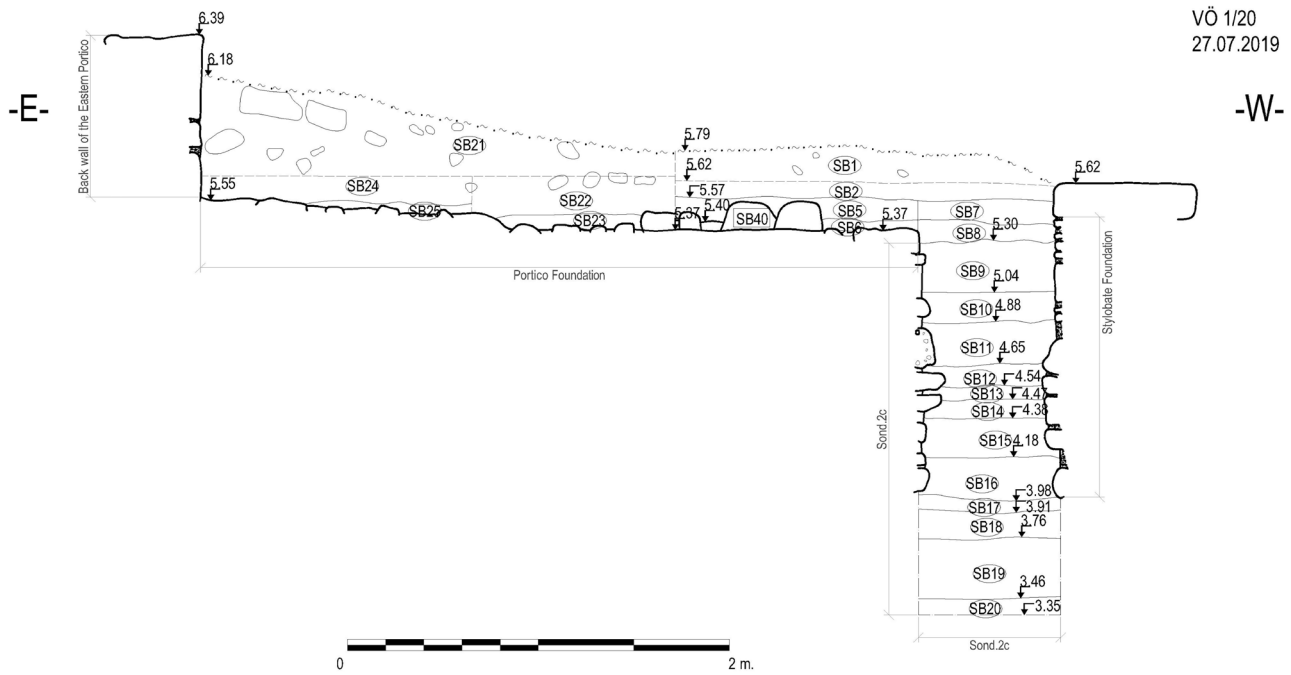 VÖ 1/20
27.07.2019
-E-
-W-
6.39
6.18
Back wall of the Eastern Portico
SB21
5.79
5.62
SB1
5.62
SB24
5.55
SB25
SB22
SB23
5.57
SB2
5.40
5.37
SB40
SB5
SB6
5.37
SB7
SB8
5.30
Portico Foundation
SB9
5.04
SB10
4.88
SB11
4.65
SB12
4.54
SB13
4.47
SB14
4.38
SB15
4.18
SB16
3.98
SB17
3.91
SB18
3.76
SB19
3.46
SB20
3.35
Stylobate Foundation
Sond.2c
Sond.2c
0
2 m.